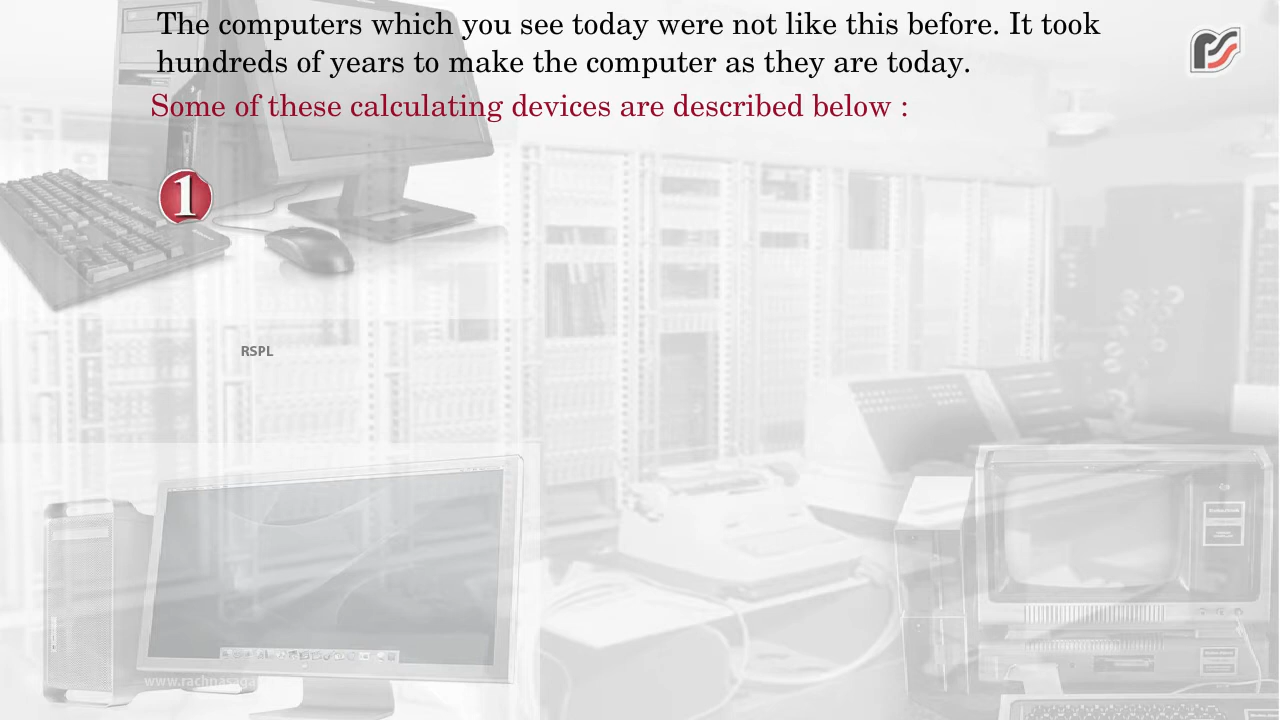 The computers which you see today were not like this before. It took
hundreds of years to make the computer as they are today.
Some of these calculating devices are described below :
1
RSPL